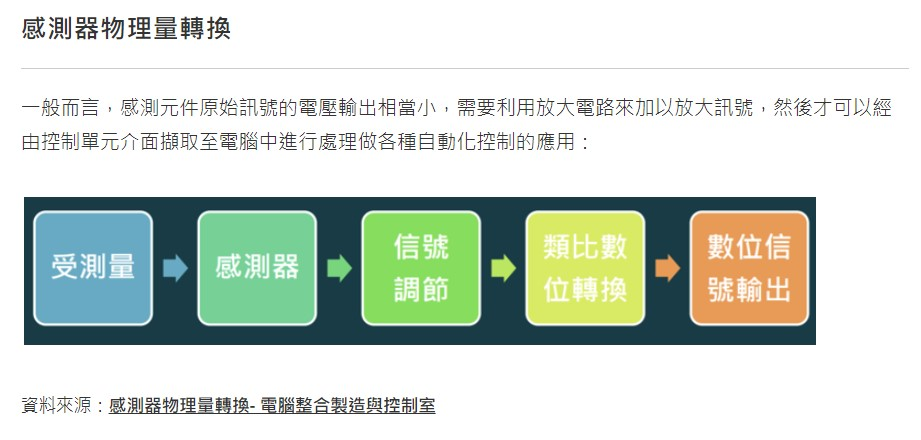 感測器物理量轉換
一般而言，感測元件原始訊號的電壓輸出相當小，需要利用放大電路來加以放大訊號，然後才可以經
由控制單元介面擷取至電腦中進行處理做各種自動化控制的應用：
受測量
感測器
信號
調節
類比數
位轉換
數位信
號輸出
資料來源：感測器物理量轉換- 電腦整合製造與控制室